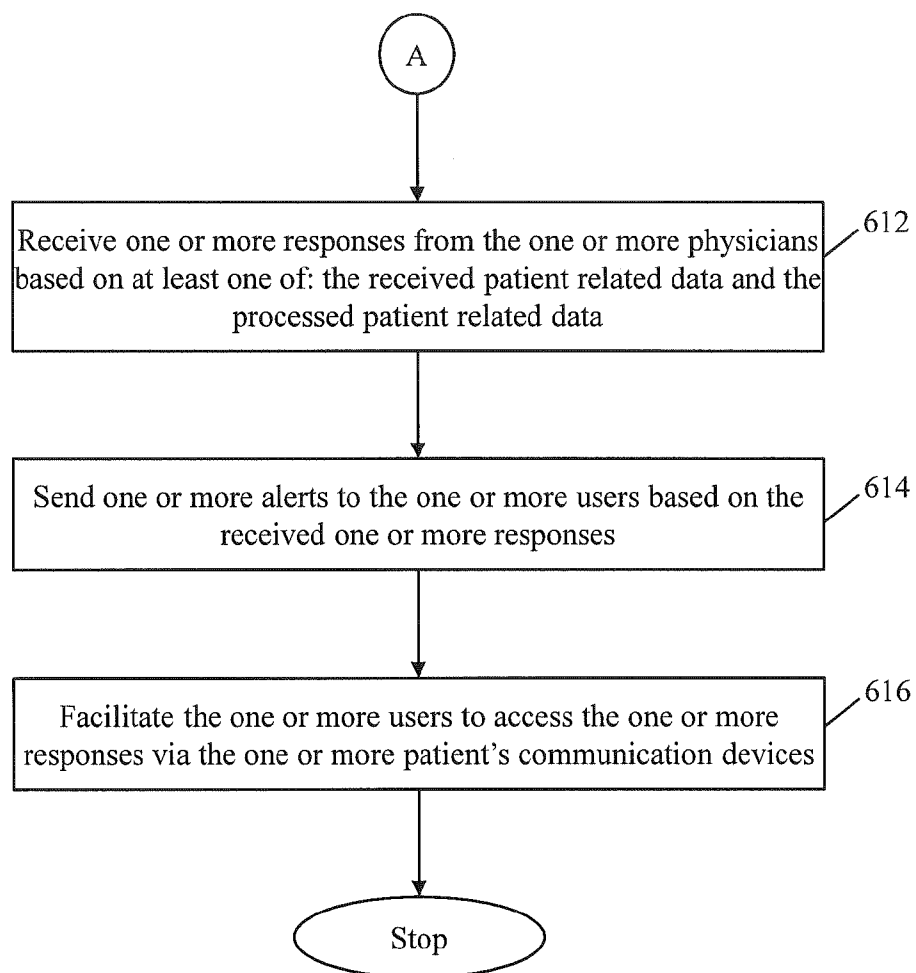 A
Receive one or more responses from the one or more physicians
based on at least one of: the received patient related data and the
processed patient related data
612
Send one or more alerts to the one or more users based on the
received one or more responses
614
Facilitate the one or more users to access the one or more
responses via the one or more patient's communication devices
616
Stop